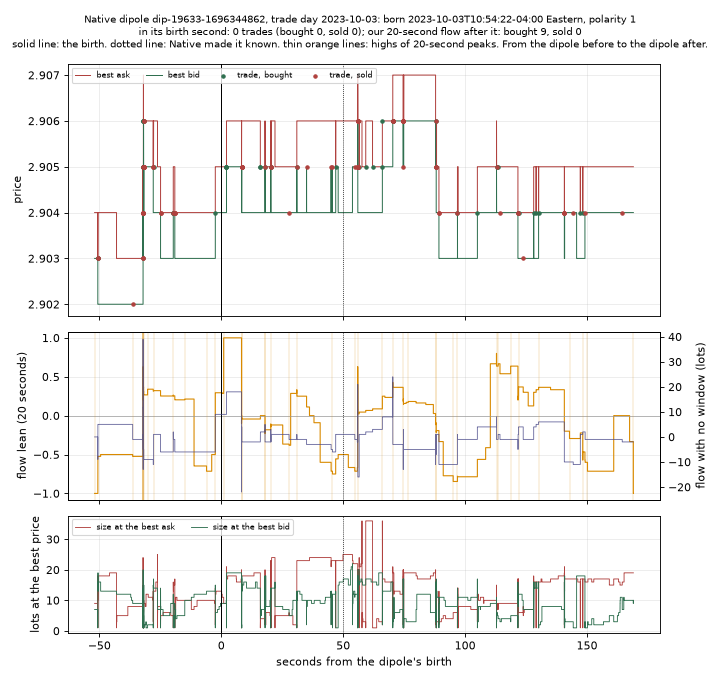 Native dipole dip-19633-1696344862, trade day 2023-10-03: born 2023-10-03T10:54:22-04:00 Eastern, polarity 1
in its birth second: 0 trades (bought 0, sold 0); our 20-second flow after it: bought 9, sold 0
solid line: the birth. dotted line: Native made it known. thin orange lines: highs of 20-second peaks. From the dipole before to the dipole after.
best ask
best bid
trade, bought
trade, sold
2.907
2.906
2.905
2.904
2.903
2.902
price
1.0
0.5
0.0
−0.5
−1.0
flow lean (20 seconds)
40
30
20
10
0
−10
−20
flow with no window (lots)
size at the best ask
size at the best bid
30
20
10
0
lots at the best price
−50
0
50
100
150
seconds from the dipole's birth